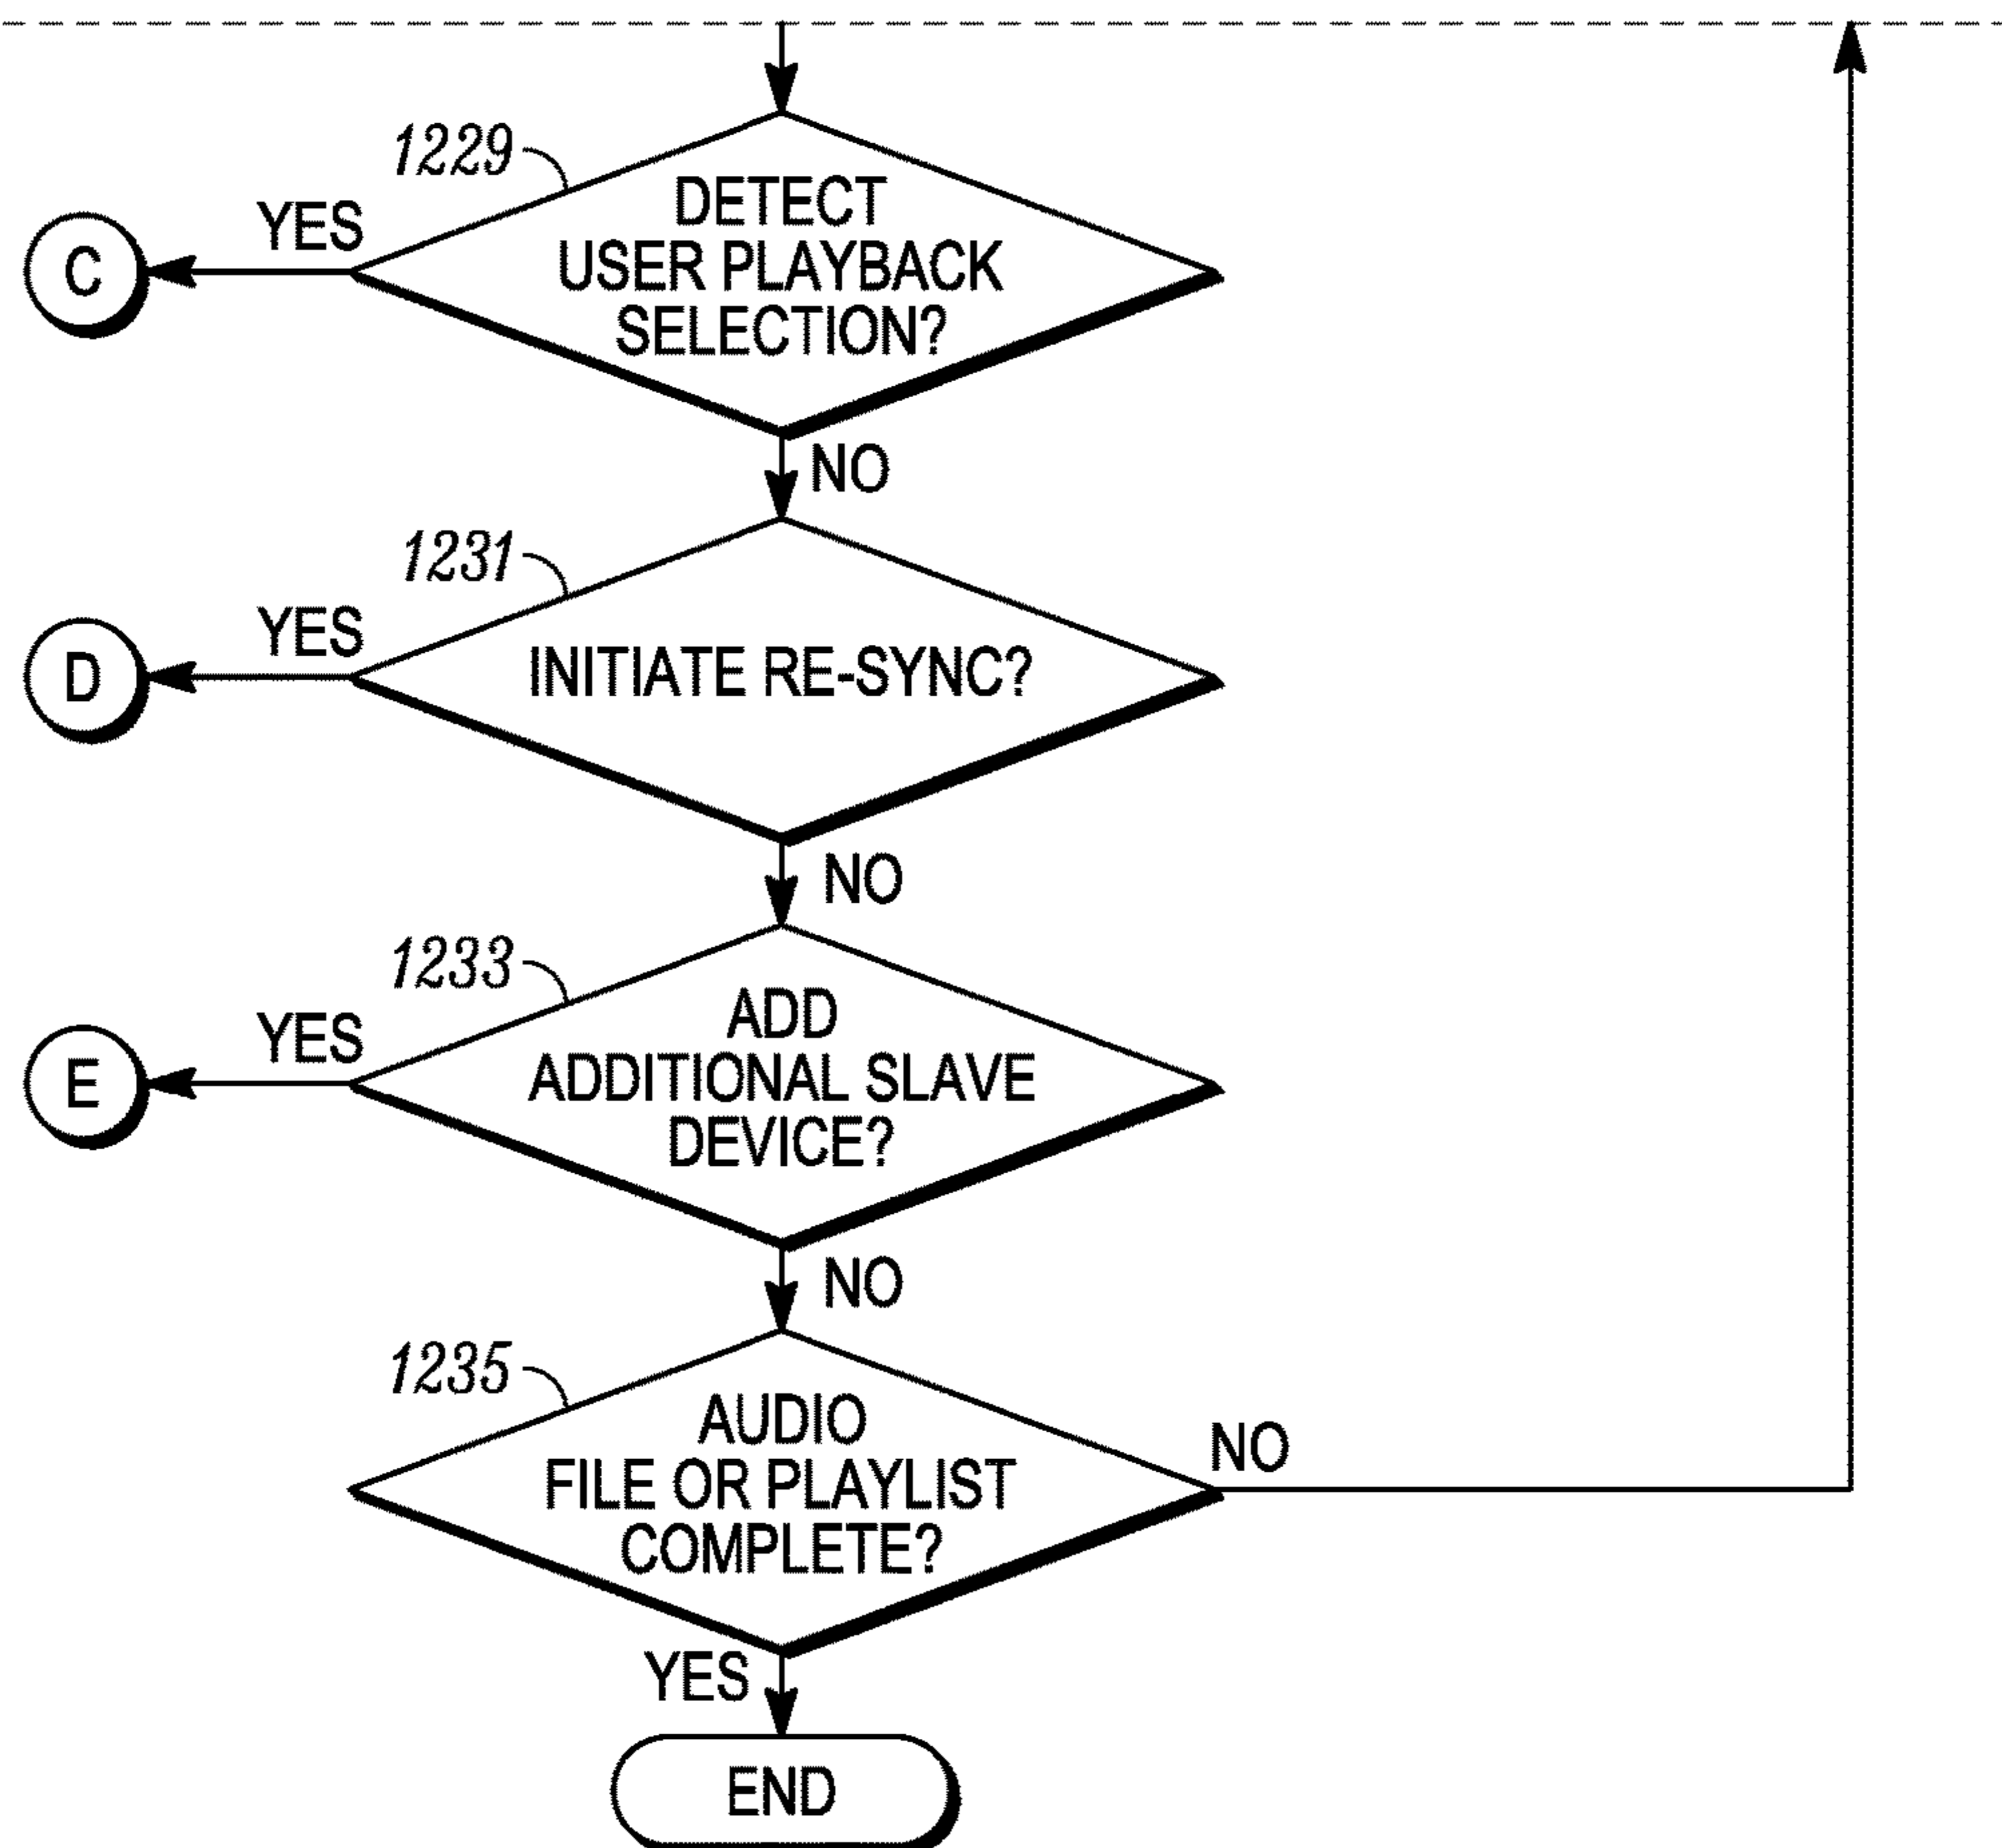 1229
DETECT
USER PLAYBACK
SELECTION?
YES
C
NO
1231
INITIATE RE-SYNC?
YES
D
NO
1233
ADD
ADDITIONAL SLAVE
DEVICE?
YES
E
NO
1235
AUDIO
FILE OR PLAYLIST
COMPLETE?
NO
YES
END